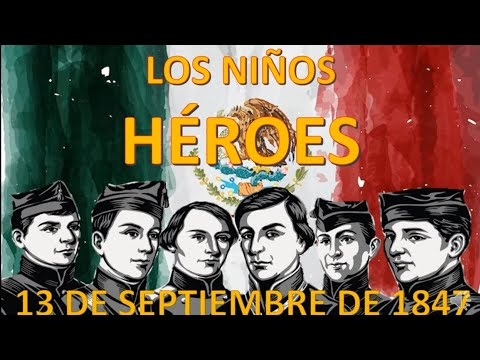 LOS NIÑOS
HÉROES
13 DE SEPTIEMBRE DE 1847